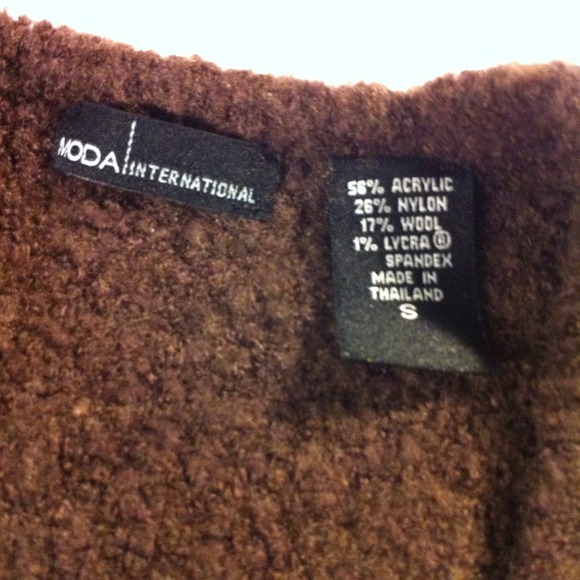 MODA INTERNATIONAL
56% ACRYLIC
26% NYLON
17% WOOL
1% LYCRA®
SPANDEX
MADE IN
THAILAND
S